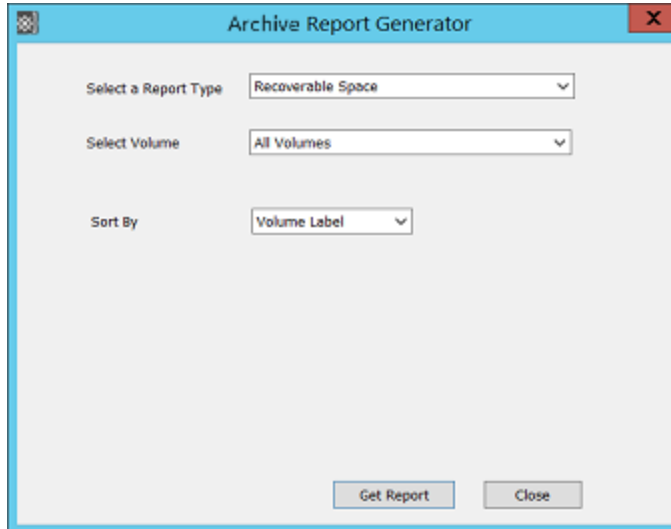 Archive Report Generator
Select a Report Type Recoverable Space
Select Volume All Volumes
Sort By Volume Label
Get Report Close